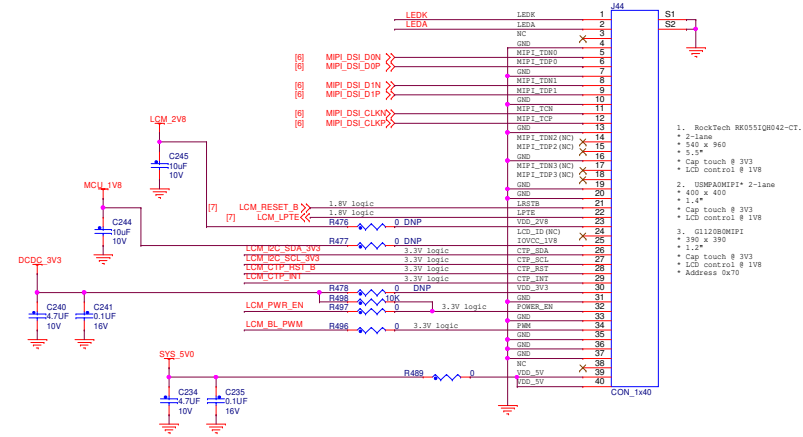 J44
LEDK LEDK 1 S1
LEDA LEDA 2 S2
NC 3
GND 4
[6] MIPI_DSI_D0N MIPI_TDN0 5
[6] MIPI_DSI_D0P MIPI_TDP0 6
GND 7
[6] MIPI_DSI_D1N MIPI_TDN1 8
[6] MIPI_DSI_D1P MIPI_TDP1 9
GND 10
[6] MIPI_DSI_CLKN MIPI_TCN 11
[6] MIPI_DSI_CLKP MIPI_TCP 12
GND 13
LCM_2V8
MIPI_TDN2(NC) 14
MIPI_TDP2(NC) 15
GND 16
MIPI_TDN3(NC) 17
MIPI_TDP3(NC) 18
GND 19
GND 20
C245
10uF
10V
MCU_1V8
[7] LCM_RESET_B 1.8V logic LRSTB 21
[7] LCM_LPTE 1.8V logic LPTE 22
R476 0 DNP VDD_2V8 23
LCD_ID(NC) 24
C244
10uF
10V
R477 0 DNP IOVCC_1V8 25
LCM_I2C_SDA_3V3 3.3V logic CTP_SDA 26
LCM_I2C_SCL_3V3 3.3V logic CTP_SCL 27
LCM_CTP_RST_B 3.3V logic CTP_RST 28
LCM_CTP_INT 3.3V logic CTP_INT 29
DCDC_3V3
R478 0 DNP VDD_3V3 30
R498 10K GND 31
LCM_PWR_EN R497 0 3.3V logic POWER_EN 32
GND 33
C240
4.7UF
10V
C241
0.1UF
16V
LCM_BL_PWM R496 0 3.3V logic PWM 34
GND 35
GND 36
GND 37
NC 38
SYS_5V0
R489 0 VDD_5V 39
VDD_5V 40
CON_1x40
C234
4.7UF
10V
C235
0.1UF
16V
1. RockTech RK055IQH042-CT.
* 2-lane
* 540 x 960
* 5.5"
* Cap touch @ 3V3
* LCD control @ 1V8
2. USMPA0MIPI* 2-lane
* 400 x 400
* 1.4"
* Cap touch @ 3V3
* LCD control @ 1V8
3. G1120B0MIPI
* 390 x 390
* 1.2"
* Cap touch @ 3V3
* LCD control @ 1V8
* Address 0x70